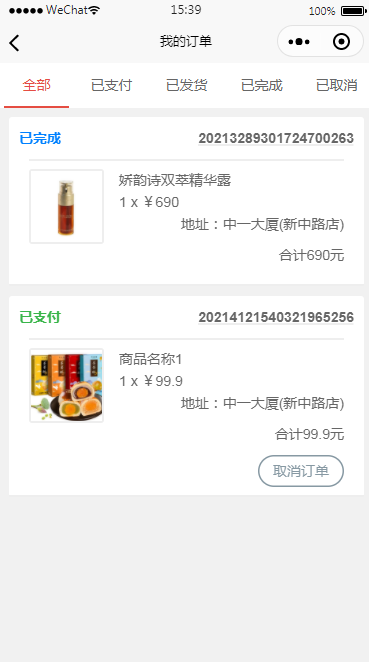 WeChat 15:39 100%
我的订单
全部 已支付 已发货 已完成 已取消
已完成 20213289301724700263
娇韵诗双萃精华露
1 x ￥690
地址：中一大厦(新中路店)
合计690元
已支付 20214121540321965256
商品名称1
1 x ￥99.9
地址：中一大厦(新中路店)
合计99.9元
取消订单